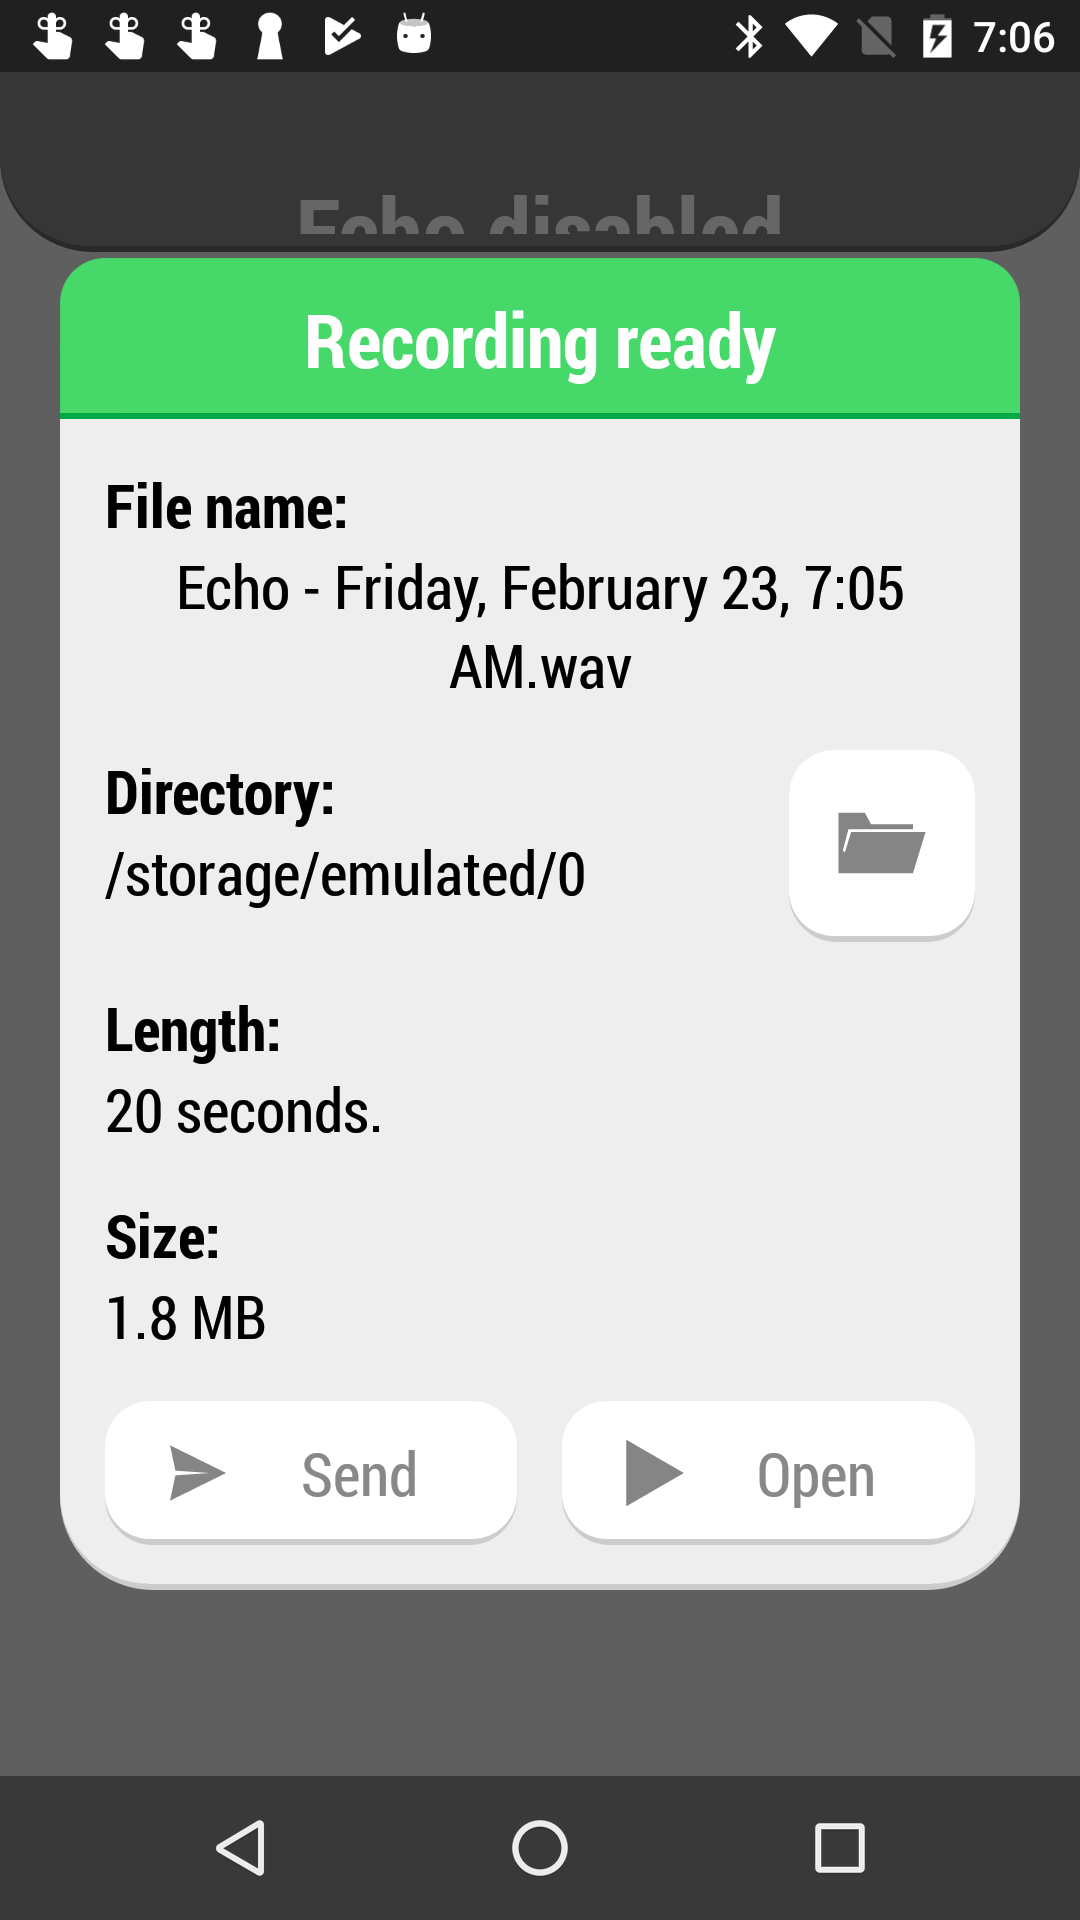 7:06
Echo disabled
Recording ready
File name:
Echo - Friday, February 23, 7:05
AM.wav
Directory:
/storage/emulated/0
Length:
20 seconds.
Size:
1.8 MB
Send
Open